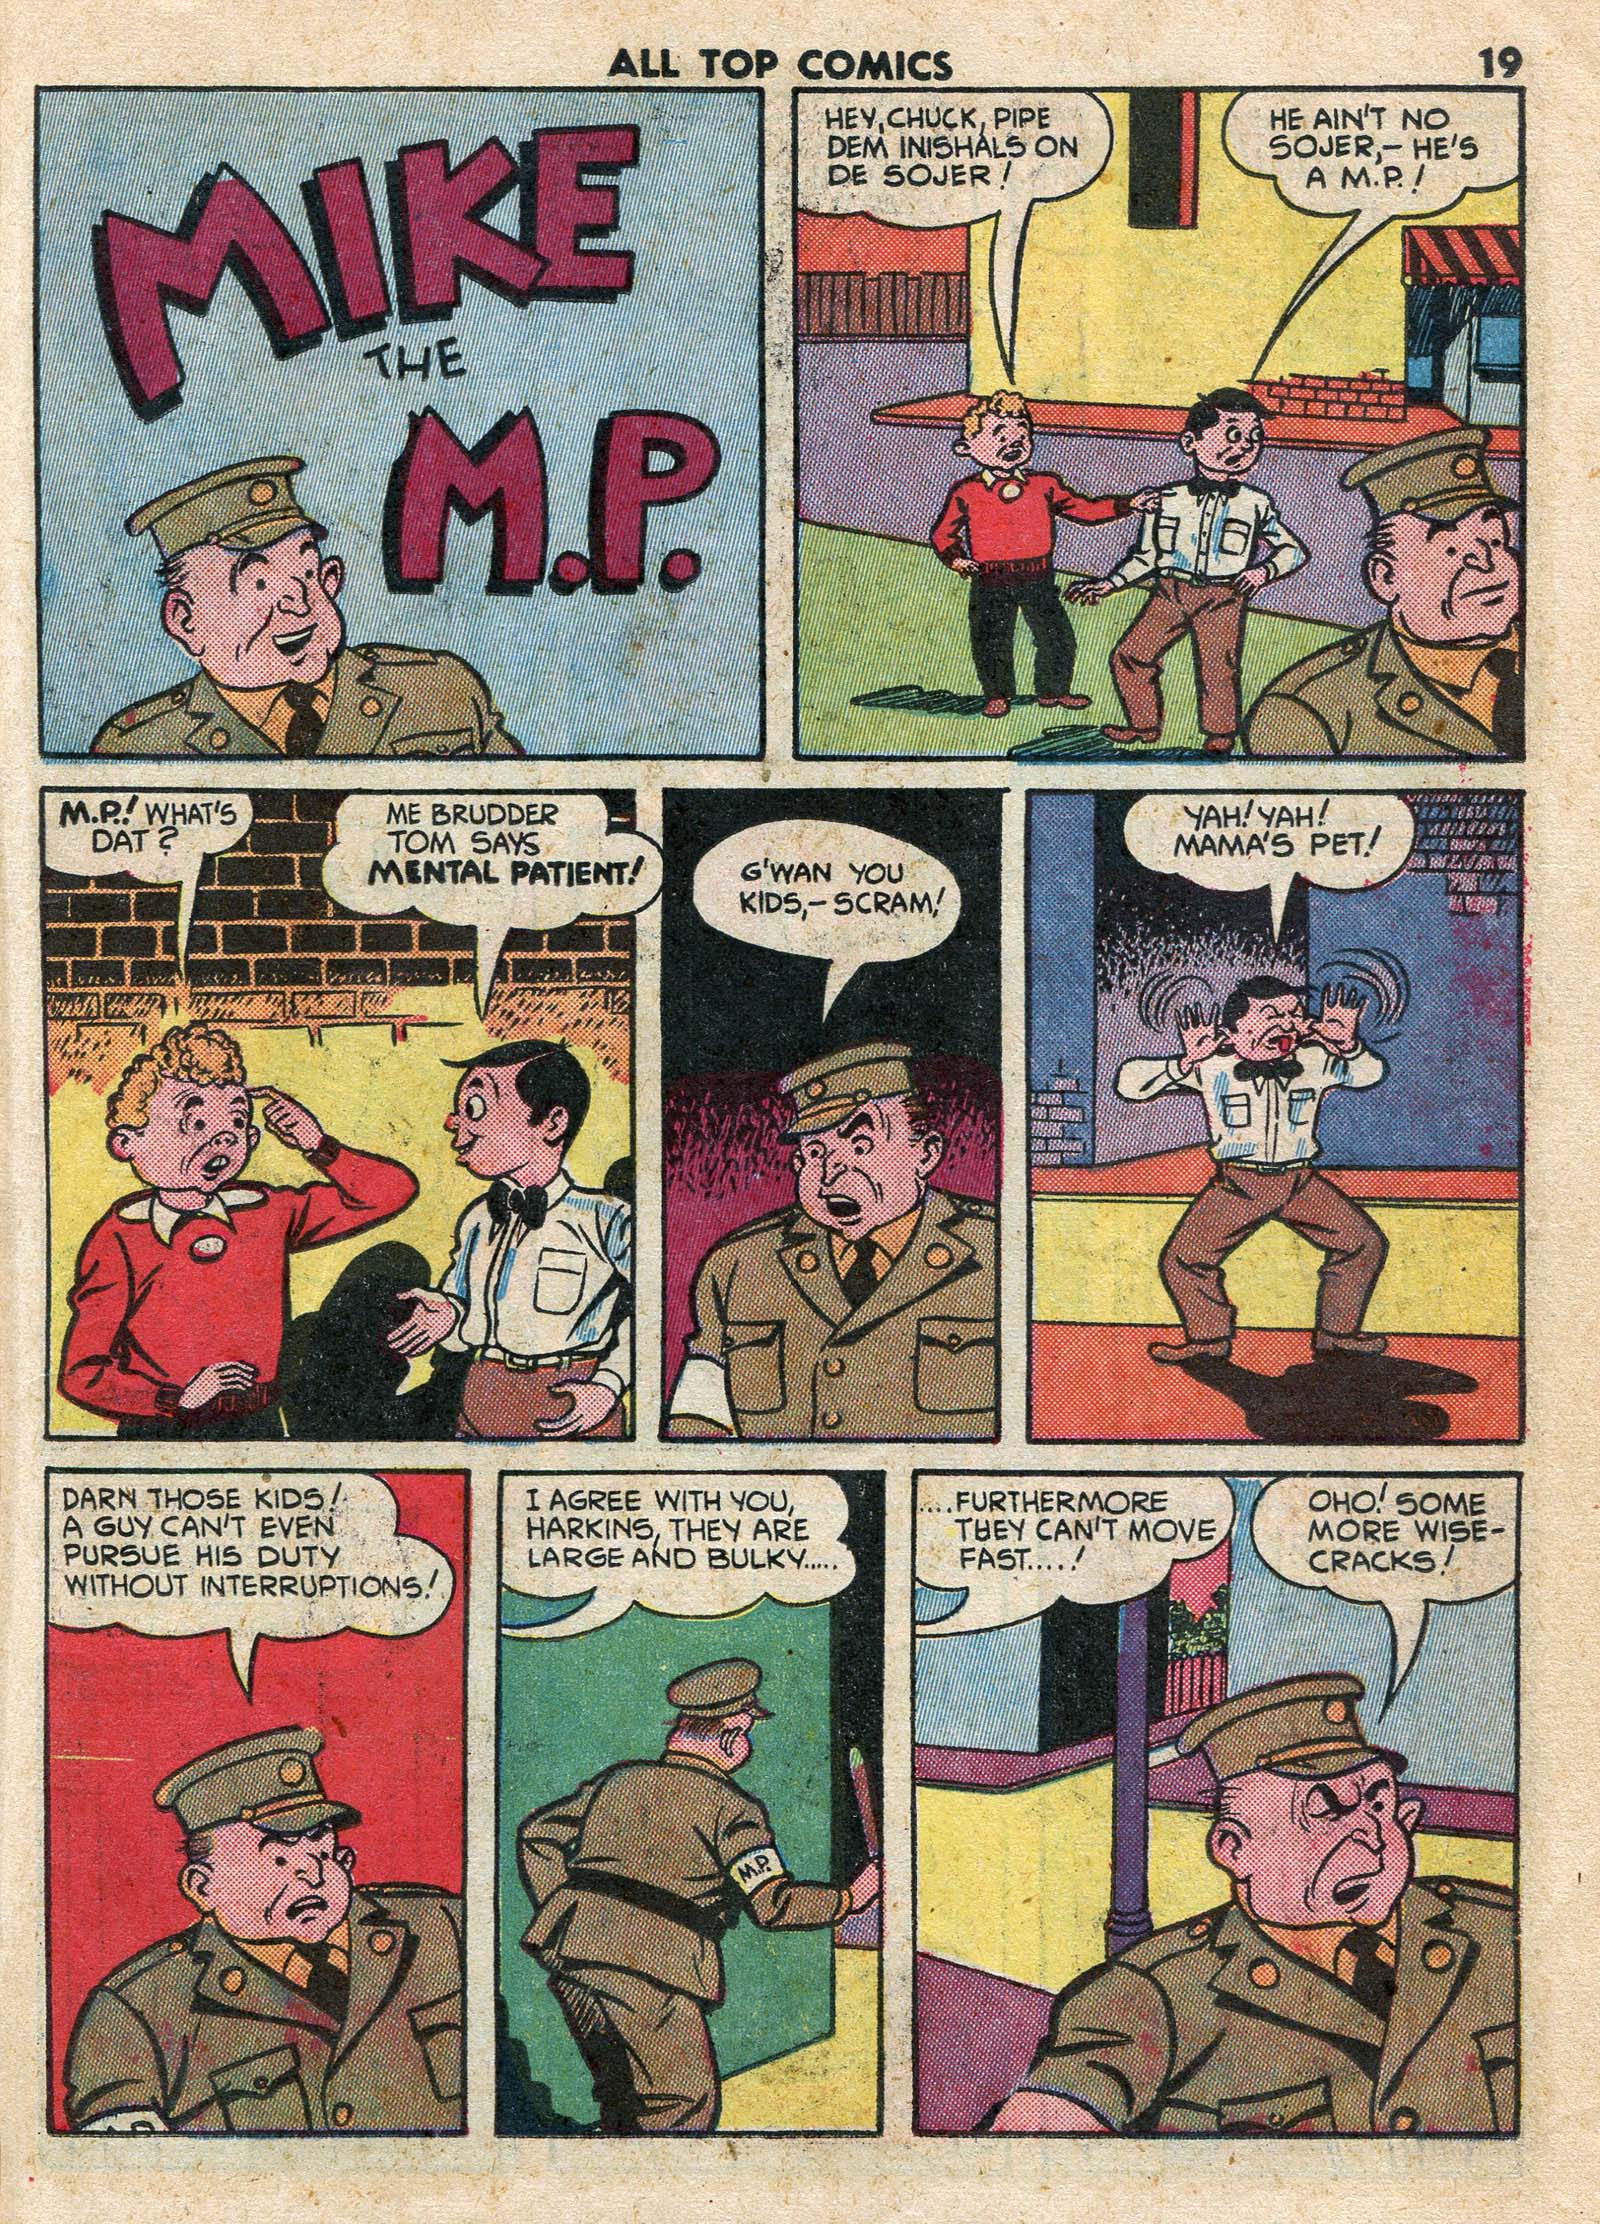 ALL TOP COMICS
19
MIKE
THE
M.P.
HEY, CHUCK, PIPE
DEM INISHALS ON
DE SOJER!
HE AIN'T NO
SOJER,- HE'S
A M.P.!
M.P.! WHAT'S
DAT?
ME BRUDDER
TOM SAYS
MENTAL PATIENT!
G'WAN YOU
KIDS,- SCRAM!
YAH! YAH!
MAMA'S PET!
DARN THOSE KIDS!
A GUY CAN'T EVEN
PURSUE HIS DUTY
WITHOUT INTERRUPTIONS!
I AGREE WITH YOU,
HARKINS, THEY ARE
LARGE AND BULKY.....
M.P.
....FURTHERMORE
THEY CAN'T MOVE
FAST....!
OHO! SOME
MORE WISE-
CRACKS!